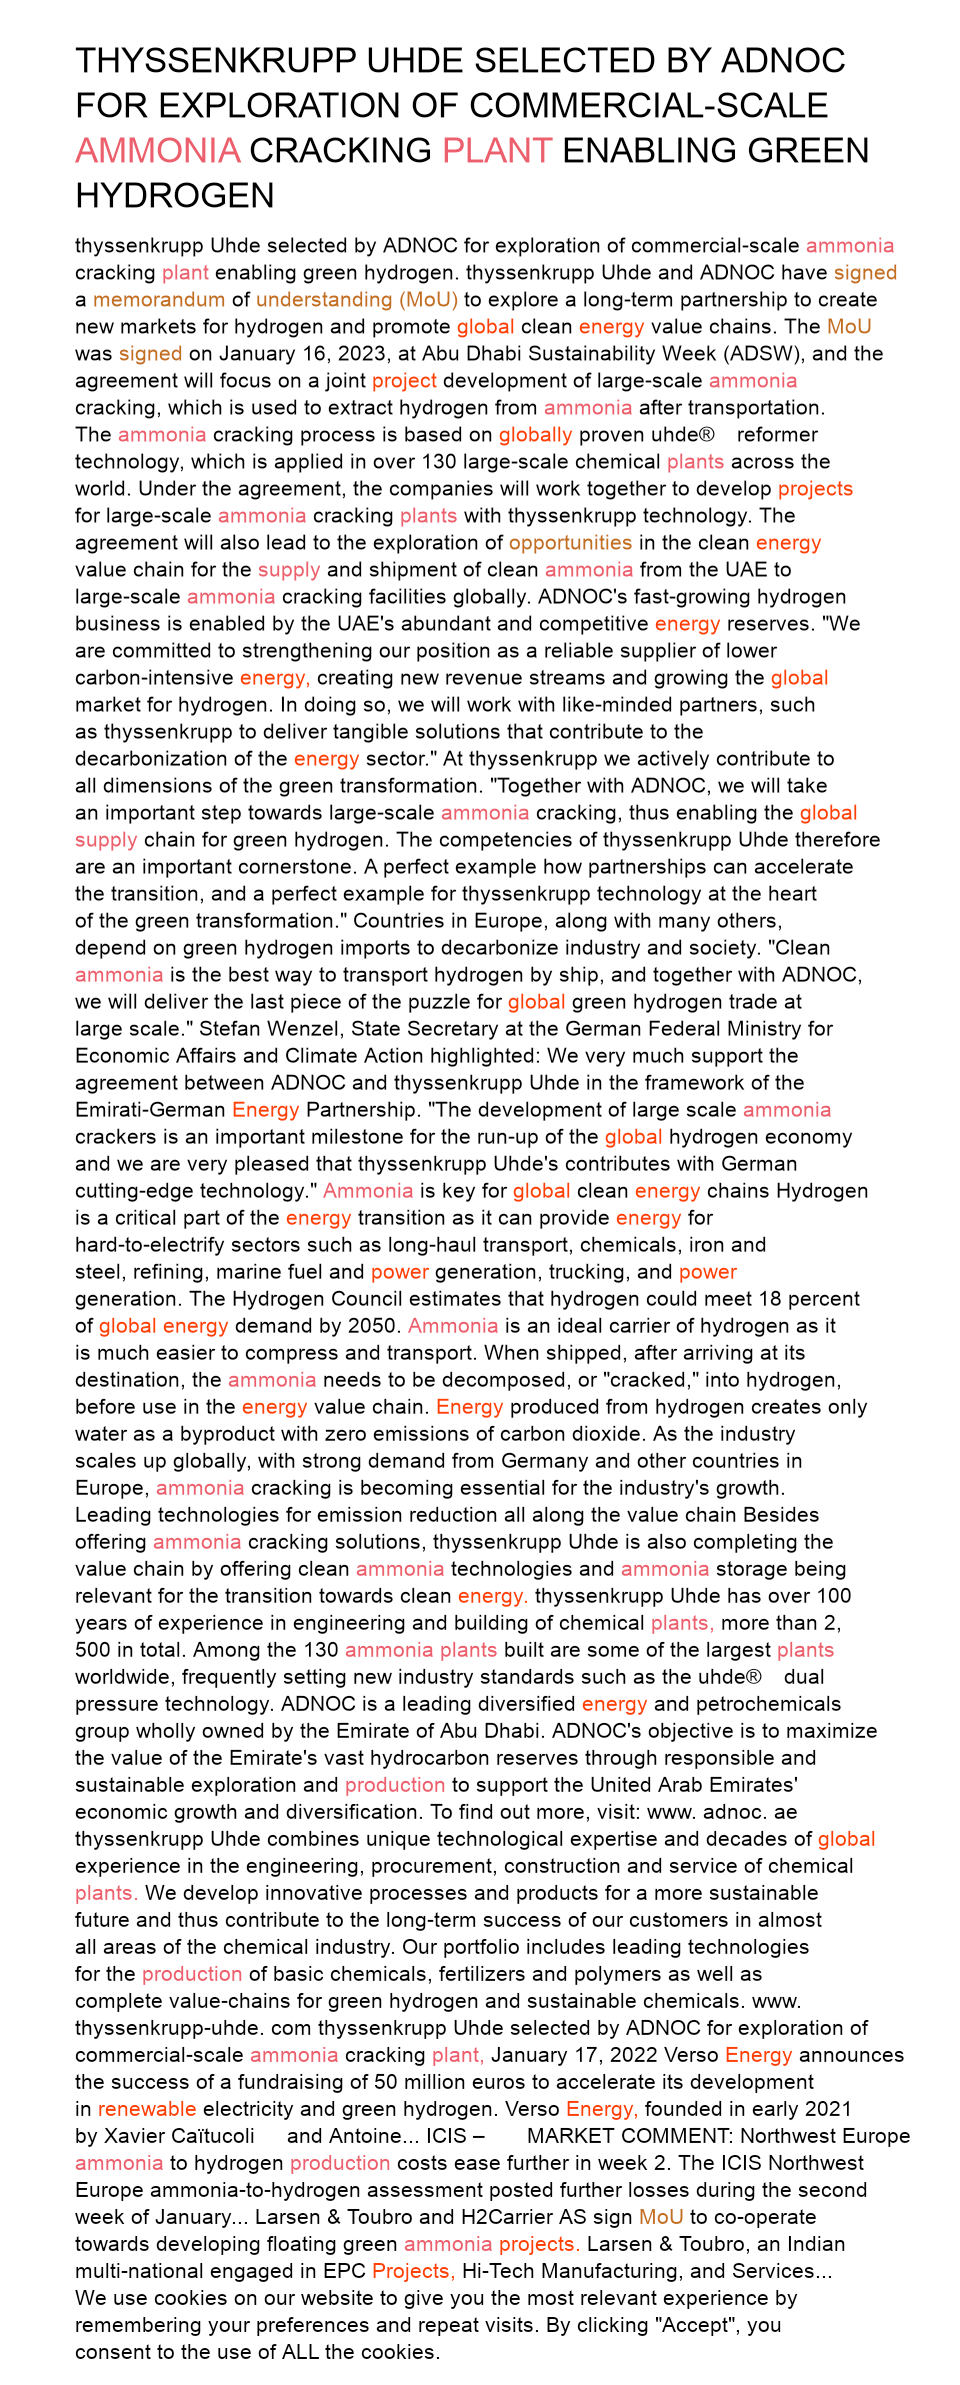 THYSSENKRUPP UHDE SELECTED BY ADNOC
FOR EXPLORATION OF COMMERCIAL-SCALE
AMMONIA CRACKING PLANT ENABLING GREEN
HYDROGEN
thyssenkrupp Uhde selected by ADNOC for exploration of commercial-scale ammonia
cracking plant enabling green hydrogen. thyssenkrupp Uhde and ADNOC have signed
a memorandum of understanding (MoU) to explore a long-term partnership to create
new markets for hydrogen and promote global clean energy value chains. The MoU
was signed on January 16, 2023, at Abu Dhabi Sustainability Week (ADSW), and the
agreement will focus on a joint project development of large-scale ammonia
cracking, which is used to extract hydrogen from ammonia after transportation.
The ammonia cracking process is based on globally proven uhde® reformer
technology, which is applied in over 130 large-scale chemical plants across the
world. Under the agreement, the companies will work together to develop projects
for large-scale ammonia cracking plants with thyssenkrupp technology. The
agreement will also lead to the exploration of opportunities in the clean energy
value chain for the supply and shipment of clean ammonia from the UAE to
large-scale ammonia cracking facilities globally. ADNOC's fast-growing hydrogen
business is enabled by the UAE's abundant and competitive energy reserves. "We
are committed to strengthening our position as a reliable supplier of lower
carbon-intensive energy, creating new revenue streams and growing the global
market for hydrogen. In doing so, we will work with like-minded partners, such
as thyssenkrupp to deliver tangible solutions that contribute to the
decarbonization of the energy sector." At thyssenkrupp we actively contribute to
all dimensions of the green transformation. "Together with ADNOC, we will take
an important step towards large-scale ammonia cracking, thus enabling the global
supply chain for green hydrogen. The competencies of thyssenkrupp Uhde therefore
are an important cornerstone. A perfect example how partnerships can accelerate
the transition, and a perfect example for thyssenkrupp technology at the heart
of the green transformation." Countries in Europe, along with many others,
depend on green hydrogen imports to decarbonize industry and society. "Clean
ammonia is the best way to transport hydrogen by ship, and together with ADNOC,
we will deliver the last piece of the puzzle for global green hydrogen trade at
large scale." Stefan Wenzel, State Secretary at the German Federal Ministry for
Economic Affairs and Climate Action highlighted: We very much support the
agreement between ADNOC and thyssenkrupp Uhde in the framework of the
Emirati-German Energy Partnership. "The development of large scale ammonia
crackers is an important milestone for the run-up of the global hydrogen economy
and we are very pleased that thyssenkrupp Uhde's contributes with German
cutting-edge technology." Ammonia is key for global clean energy chains Hydrogen
is a critical part of the energy transition as it can provide energy for
hard-to-electrify sectors such as long-haul transport, chemicals, iron and
steel, refining, marine fuel and power generation, trucking, and power
generation. The Hydrogen Council estimates that hydrogen could meet 18 percent
of global energy demand by 2050. Ammonia is an ideal carrier of hydrogen as it
is much easier to compress and transport. When shipped, after arriving at its
destination, the ammonia needs to be decomposed, or "cracked," into hydrogen,
before use in the energy value chain. Energy produced from hydrogen creates only
water as a byproduct with zero emissions of carbon dioxide. As the industry
scales up globally, with strong demand from Germany and other countries in
Europe, ammonia cracking is becoming essential for the industry's growth.
Leading technologies for emission reduction all along the value chain Besides
offering ammonia cracking solutions, thyssenkrupp Uhde is also completing the
value chain by offering clean ammonia technologies and ammonia storage being
relevant for the transition towards clean energy. thyssenkrupp Uhde has over 100
years of experience in engineering and building of chemical plants, more than 2,
500 in total. Among the 130 ammonia plants built are some of the largest plants
worldwide, frequently setting new industry standards such as the uhde® dual
pressure technology. ADNOC is a leading diversified energy and petrochemicals
group wholly owned by the Emirate of Abu Dhabi. ADNOC's objective is to maximize
the value of the Emirate's vast hydrocarbon reserves through responsible and
sustainable exploration and production to support the United Arab Emirates'
economic growth and diversification. To find out more, visit: www. adnoc. ae
thyssenkrupp Uhde combines unique technological expertise and decades of global
experience in the engineering, procurement, construction and service of chemical
plants. We develop innovative processes and products for a more sustainable
future and thus contribute to the long-term success of our customers in almost
all areas of the chemical industry. Our portfolio includes leading technologies
for the production of basic chemicals, fertilizers and polymers as well as
complete value-chains for green hydrogen and sustainable chemicals. www.
thyssenkrupp-uhde. com thyssenkrupp Uhde selected by ADNOC for exploration of
commercial-scale ammonia cracking plant, January 17, 2022 Verso Energy announces
the success of a fundraising of 50 million euros to accelerate its development
in renewable electricity and green hydrogen. Verso Energy, founded in early 2021
by Xavier Caïtucoli and Antoine... ICIS – MARKET COMMENT: Northwest Europe
ammonia to hydrogen production costs ease further in week 2. The ICIS Northwest
Europe ammonia-to-hydrogen assessment posted further losses during the second
week of January... Larsen & Toubro and H2Carrier AS sign MoU to co-operate
towards developing floating green ammonia projects. Larsen & Toubro, an Indian
multi-national engaged in EPC Projects, Hi-Tech Manufacturing, and Services...
We use cookies on our website to give you the most relevant experience by
remembering your preferences and repeat visits. By clicking "Accept", you
consent to the use of ALL the cookies.